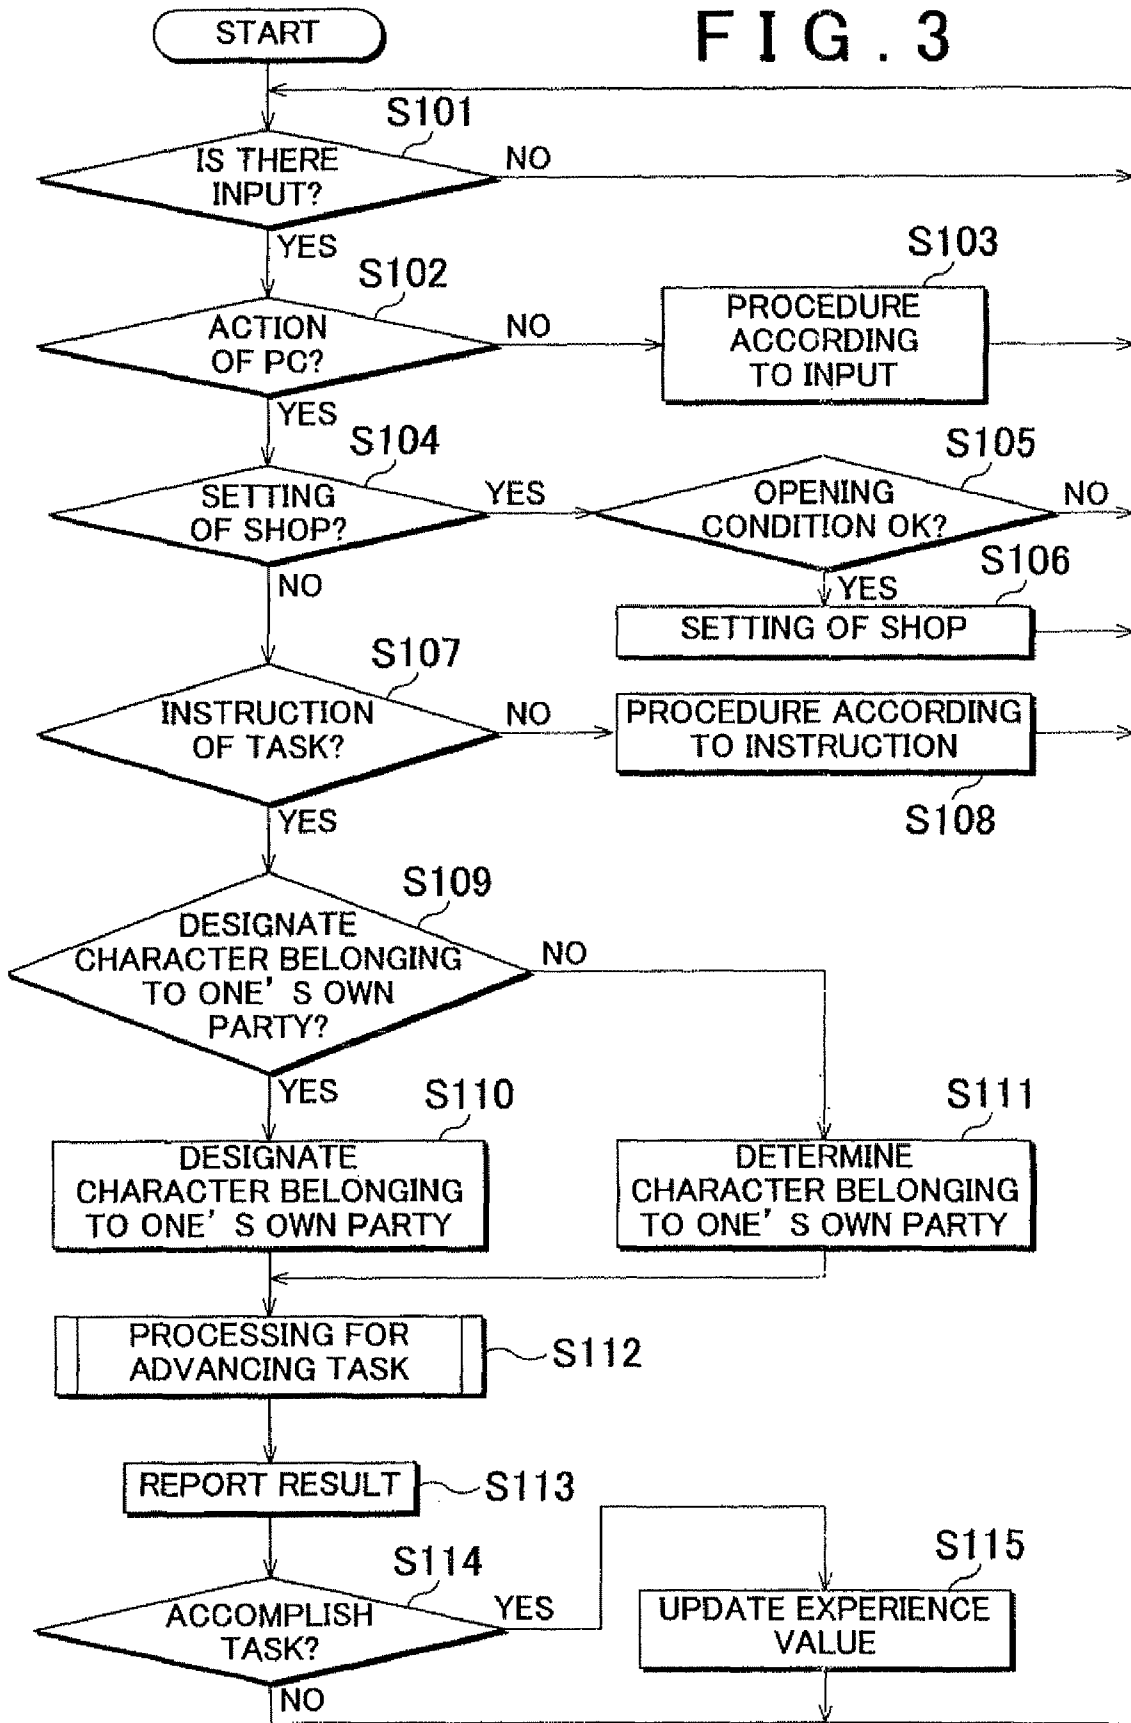 START
FIG.3
S101
IS THERE
INPUT?
NO
YES
S102
ACTION
OF PC?
NO
S103
PROCEDURE
ACCORDING
TO INPUT
YES
S104
SETTING
OF SHOP?
YES
S105
OPENING
CONDITION OK?
NO
NO
YES
S106
SETTING OF SHOP
S107
INSTRUCTION
OF TASK?
NO
PROCEDURE ACCORDING
TO INSTRUCTION
S108
YES
S109
DESIGNATE
CHARACTER BELONGING
TO ONE'S OWN
PARTY?
NO
YES
S110
DESIGNATE
CHARACTER BELONGING
TO ONE'S OWN PARTY
S111
DETERMINE
CHARACTER BELONGING
TO ONE'S OWN PARTY
PROCESSING FOR
ADVANCING TASK
S112
REPORT RESULT
S113
S114
ACCOMPLISH
TASK?
YES
S115
UPDATE EXPERIENCE
VALUE
NO